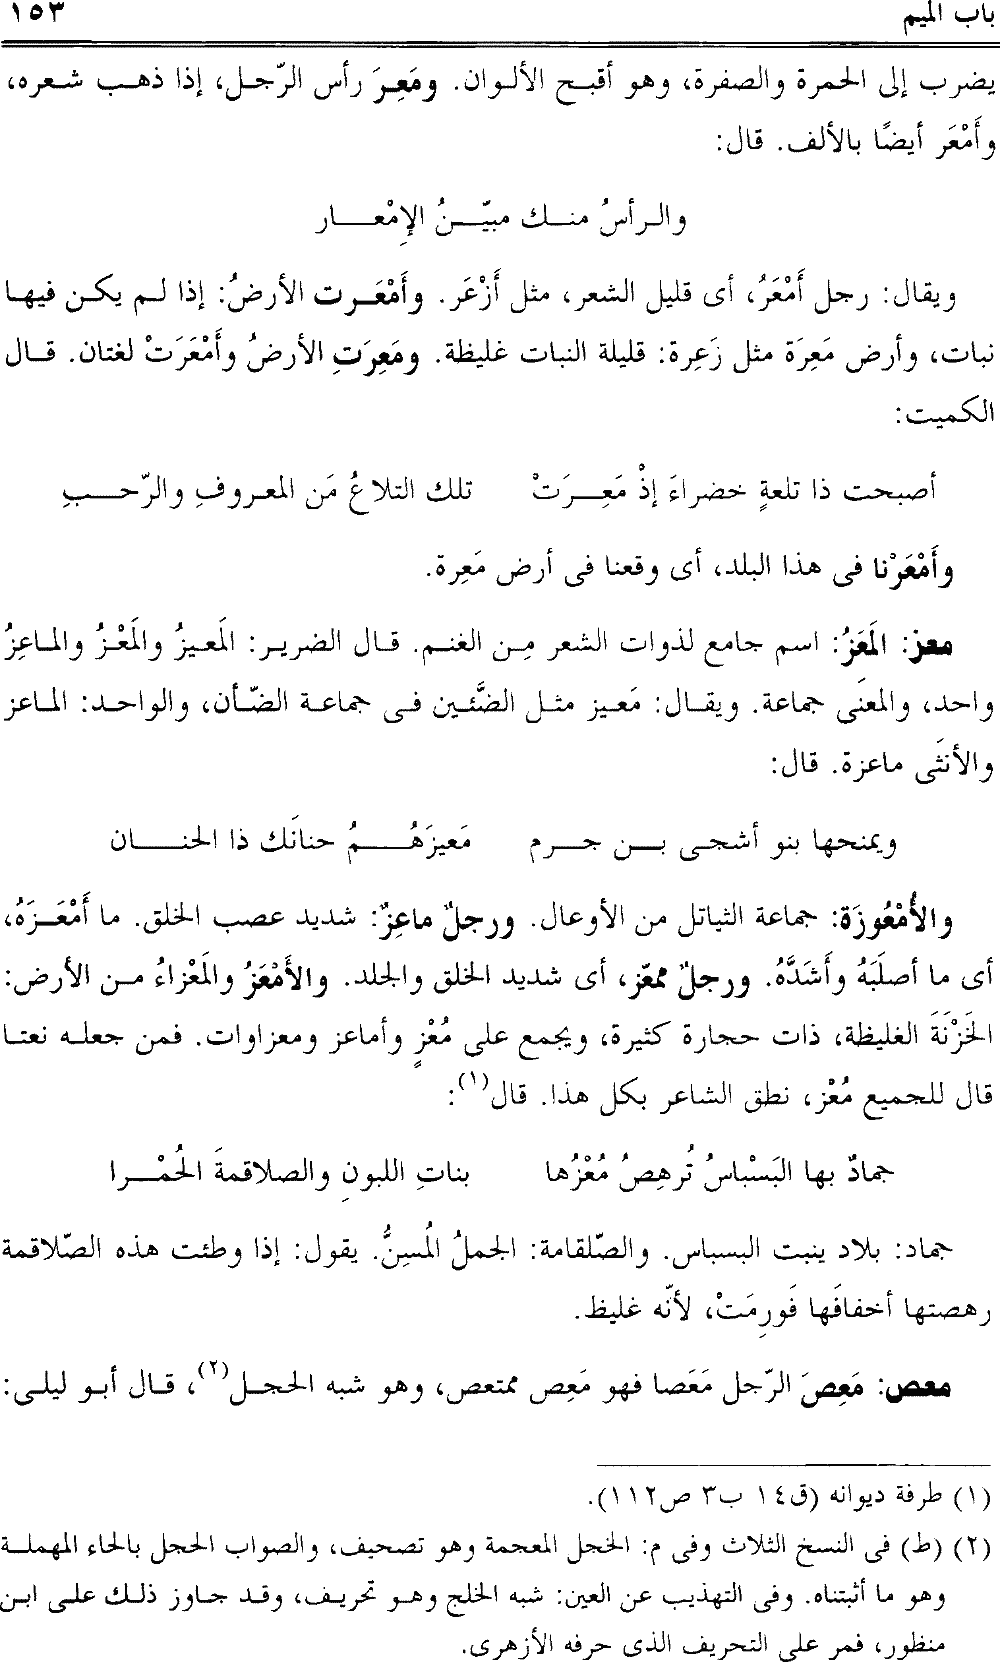 باب الميم ١٥٣
يضرب إلى الحمرة والصفرة، وهو أقبح الألوان. ومَعِرَ رأس الرّجل، إذا ذهب شعره،
وأَمْعَر أيضًا بالألف. قال:
والرأسُ منك مبيّنُ الإِمْعار
ويقال: رجل أَمْعَرُ، أى قليل الشعر، مثل أَزْعَر. وأَمْعَرت الأرضُ: إذا لم يكن فيها
نبات، وأرض مَعِرَة مثل زَعِرة: قليلة النبات غليظة. ومَعِرَتِ الأرضُ وأَمْعَرَتْ لغتان. قال
الكميت:
أصبحت ذا تلعةٍ خضراءَ إذْ مَعِرَتْ تلك التلاعُ مَن المعروفِ والرّحبِ
وأَمْعَرْنا فى هذا البلد، أى وقعنا فى أرض مَعِرة.
معز: المَعَزُ: اسم جامع لذوات الشعر مِن الغنم. قال الضرير: المَعيزُ والمَعْزُ والماعِزُ
واحد، والمعنَى جماعة. ويقال: مَعيز مثل الضَّئين فى جماعة الضّأن، والواحد: الماعز
والأنثَى ماعزة. قال:
ويمنحها بنو أشجى بن جرم مَعيزَهُمُ حنانَك ذا الحنان
والأُمْعُوزَة: جماعة الثياتل من الأوعال. ورجلٌ ماعِزٌ: شديد عصب الخلق. ما أَمْعَزَهُ،
أى ما أصلَبَهُ وأَشَدَّهُ. ورجلٌ ممعّز، أى شديد الخلق والجلد. والأَمْعَزُ والمَعْزاءُ من الأرض:
الحَزْنَةَ الغليظة، ذات حجارة كثيرة، ويجمع على مُعْزٍ وأماعز ومعزاوات. فمن جعله نعتا
قال للجميع مُعْز، نطق الشاعر بكل هذا. قال(١):
جمادٌ بها البَسْباسُ تُرهِصُ مُعْزُها بناتِ اللبونِ والصلاقمةَ الحُمْرا
جماد: بلاد ينبت البسباس. والصّلقامة: الجملُ المُسِنُّ. يقول: إذا وطئت هذه الصّلاقمة
رهصتها أخفافَها فَورِمَتْ، لأنّه غليظ.
معص: مَعِصَ الرّجل مَعَصا فهو مَعِص ممتعص، وهو شبه الحجل(٢)، قال أبو ليلى:
(١) طرفة ديوانه (ق١٤ ب٣ ص١١٢).
(٢) (ط) فى النسخ الثلاث وفى م: الخجل المعجمة وهو تصحيف، والصواب الحجل بالحاء المهملة
وهو ما أثبتناه. وفى التهذيب عن العين: شبه الخلج وهو تحريف، وقد جاوز ذلك على ابن
منظور، فمر على التحريف الذى حرفه الأزهرى.